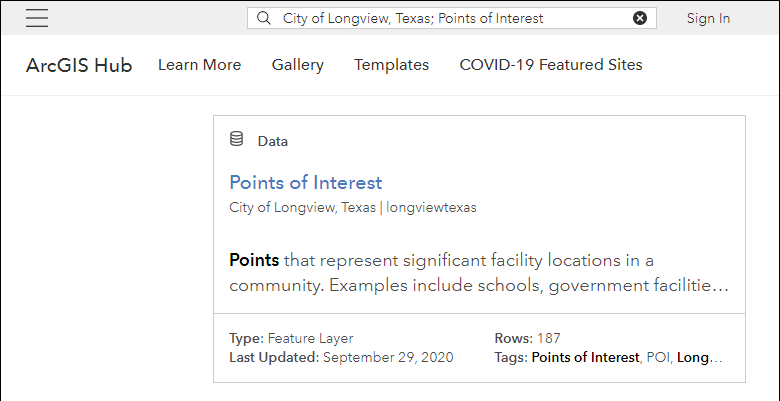 City of Longview, Texas; Points of Interest
Sign In
ArcGIS Hub Learn More Gallery Templates COVID-19 Featured Sites
Data
Points of Interest
City of Longview, Texas | longviewtexas
Points that represent significant facility locations in a
community. Examples include schools, government facilitie…
Type: Feature Layer
Rows: 187
Last Updated: September 29, 2020
Tags: Points of Interest, POI, Long…